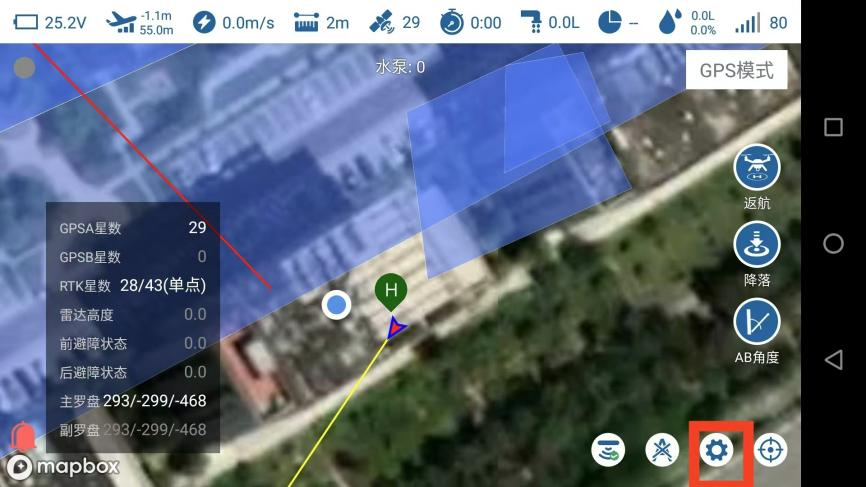 25.2V
-1.1m
55.0m
0.0m/s
2m
29
0:00
0.0L
--
0.0L
0.0%
80
水泵: 0
GPS模式
GPSA星数 29
GPSB星数 0
RTK星数 28/43(单点)
雷达高度 0.0
前避障状态 0.0
后避障状态 0.0
主罗盘 293/-299/-468
副罗盘 293/-299/-468
H
返航
降落
AB角度
mapbox